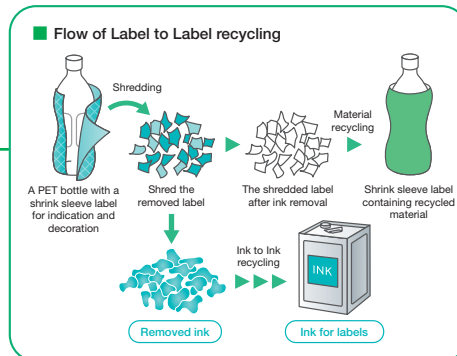 Flow of Label to Label recycling
Shredding
Material
recycling
A PET bottle with a
shrink sleeve label
for indication and
decoration
Shred the
removed label
The shredded label
after ink removal
Shrink sleeve label
containing recycled
material
Ink to Ink
recycling
INK
Removed ink
Ink for labels